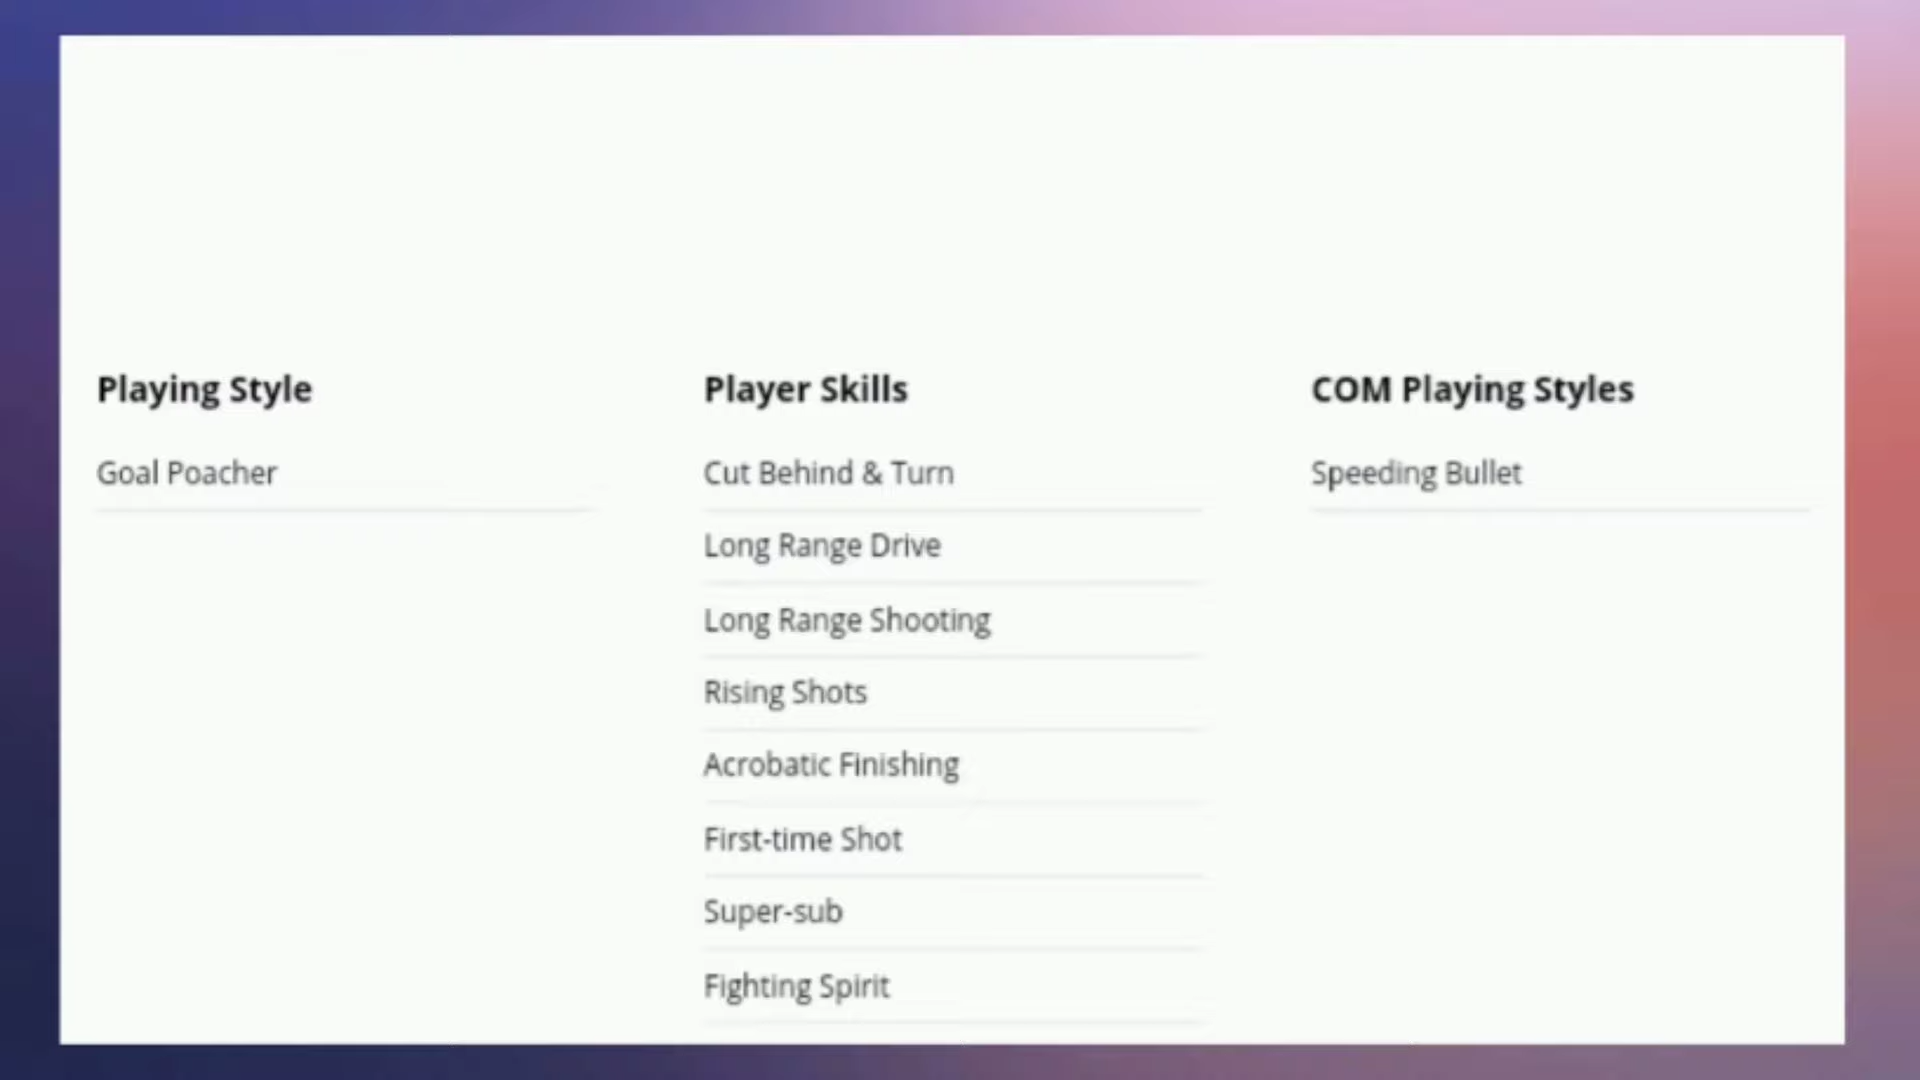 Playing Style
Goal Poacher
Player Skills
Cut Behind & Turn
Long Range Drive
Long Range Shooting
Rising Shots
Acrobatic Finishing
First-time Shot
Super-sub
Fighting Spirit
COM Playing Styles
Speeding Bullet